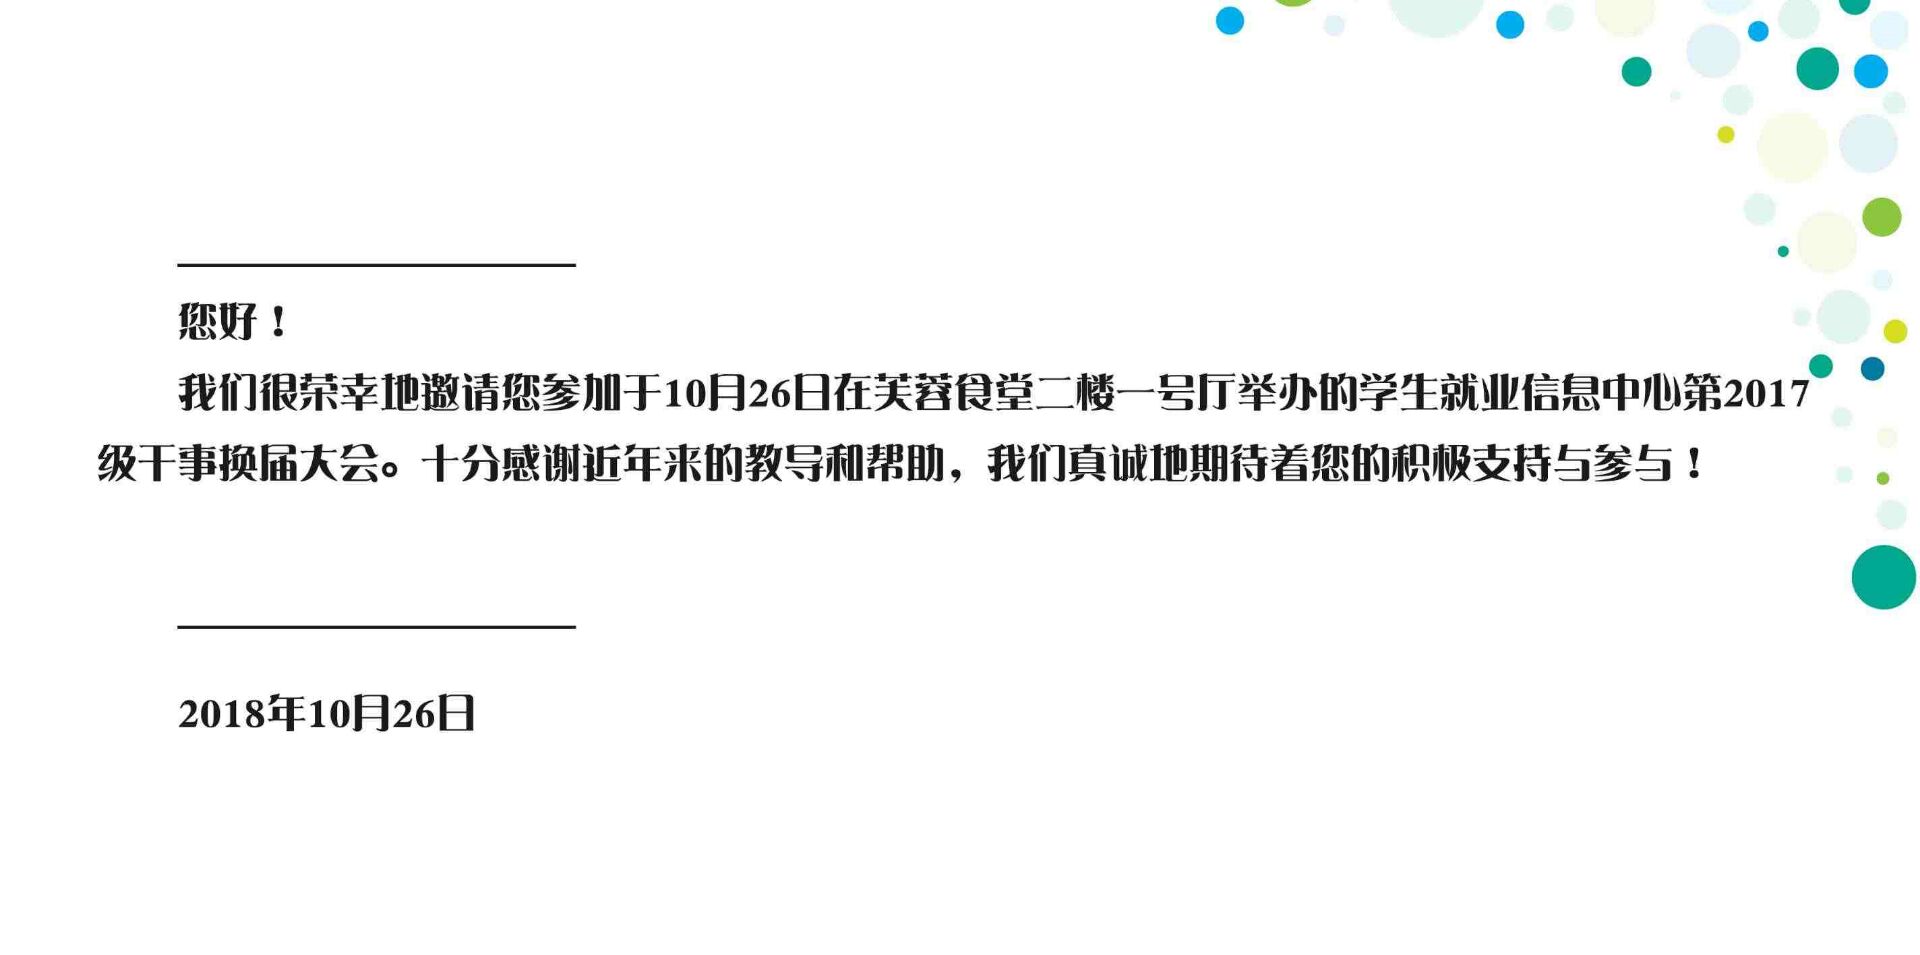 您好！
我们很荣幸地邀请您参加于10月26日在芙蓉食堂二楼一号厅举办的学生就业信息中心第2017
级干事换届大会。十分感谢近年来的教导和帮助，我们真诚地期待着您的积极支持与参与！
2018年10月26日